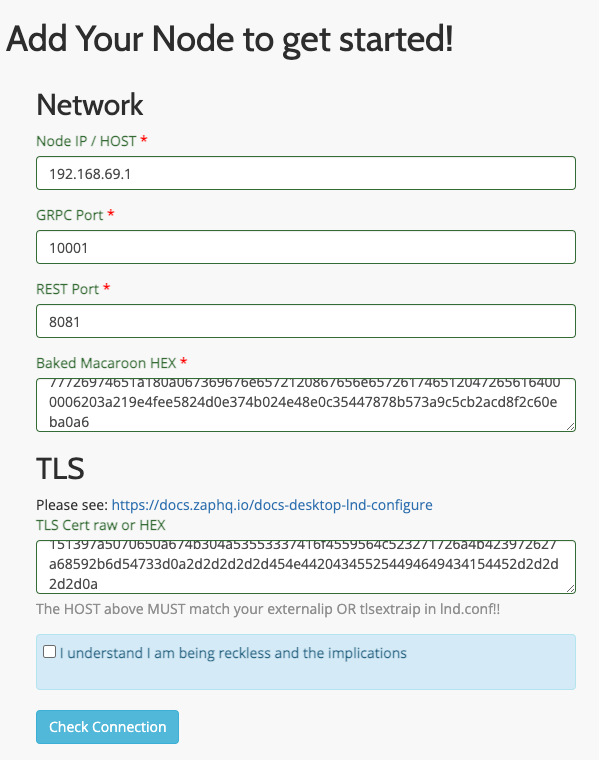 Add Your Node to get started!
Network
Node IP / HOST *
192.168.69.1
GRPC Port *
10001
REST Port *
8081
Baked Macaroon HEX *
77726974651a180a067369676e6572120867656e657261746512047265616400
0006203a219e4fee5824d0e374b024e48e0c35447878b573a9c5cb2acd8f2c60e
ba0a6
TLS
Please see: https://docs.zaphq.io/docs-desktop-lnd-configure
TLS Cert raw or HEX
151397a5070650a674b304a53553337416f4559564c523271726a4b423972627
a68592b6d54733d0a2d2d2d2d2d454e442043455254494649434154452d2d2d
2d2d0a
The HOST above MUST match your externalip OR tlsextraip in lnd.conf!!
I understand I am being reckless and the implications
Check Connection